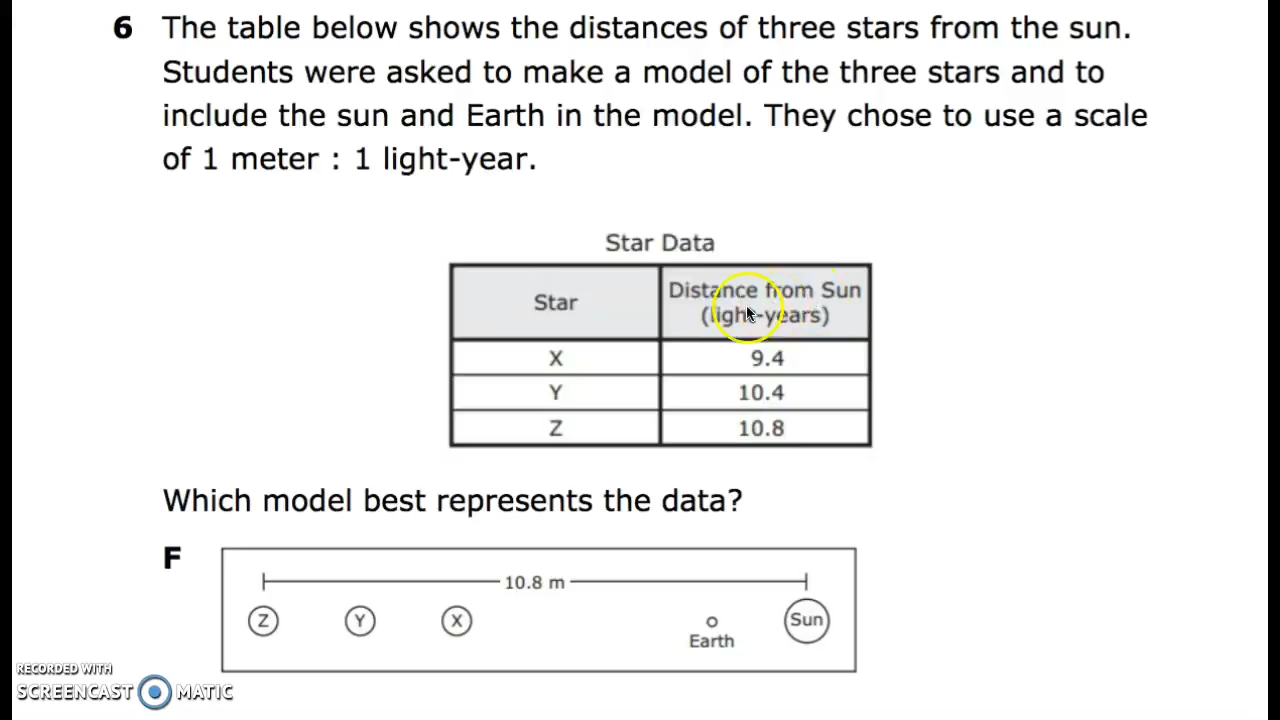 6 The table below shows the distances of three stars from the sun.
Students were asked to make a model of the three stars and to
include the sun and Earth in the model. They chose to use a scale
of 1 meter : 1 light-year.
Star Data
Star Distance from Sun
(light-years)
X 9.4
Y 10.4
Z 10.8
Which model best represents the data?
F
10.8 m
Z Y X Sun
Earth
RECORDED WITH
SCREENCAST MATIC